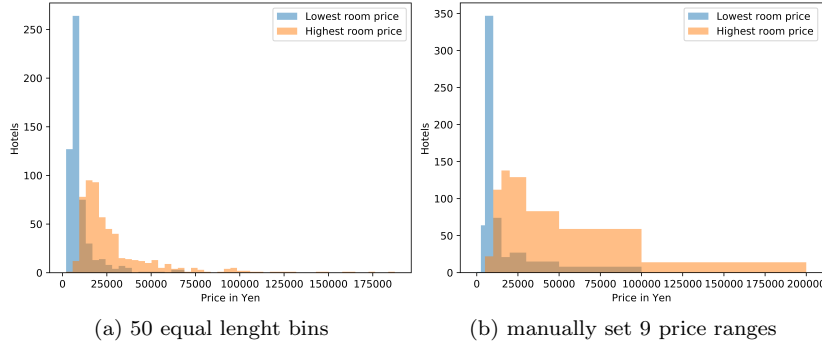 Lowest room price
Highest room price
250
200
150
100
50
0
Hotels
0 25000 50000 75000 100000 125000 150000 175000
Price in Yen
(a) 50 equal lenght bins
Lowest room price
Highest room price
350
300
250
200
150
100
50
0
Hotels
0 25000 50000 75000 100000 125000 150000 175000 200000
Price in Yen
(b) manually set 9 price ranges